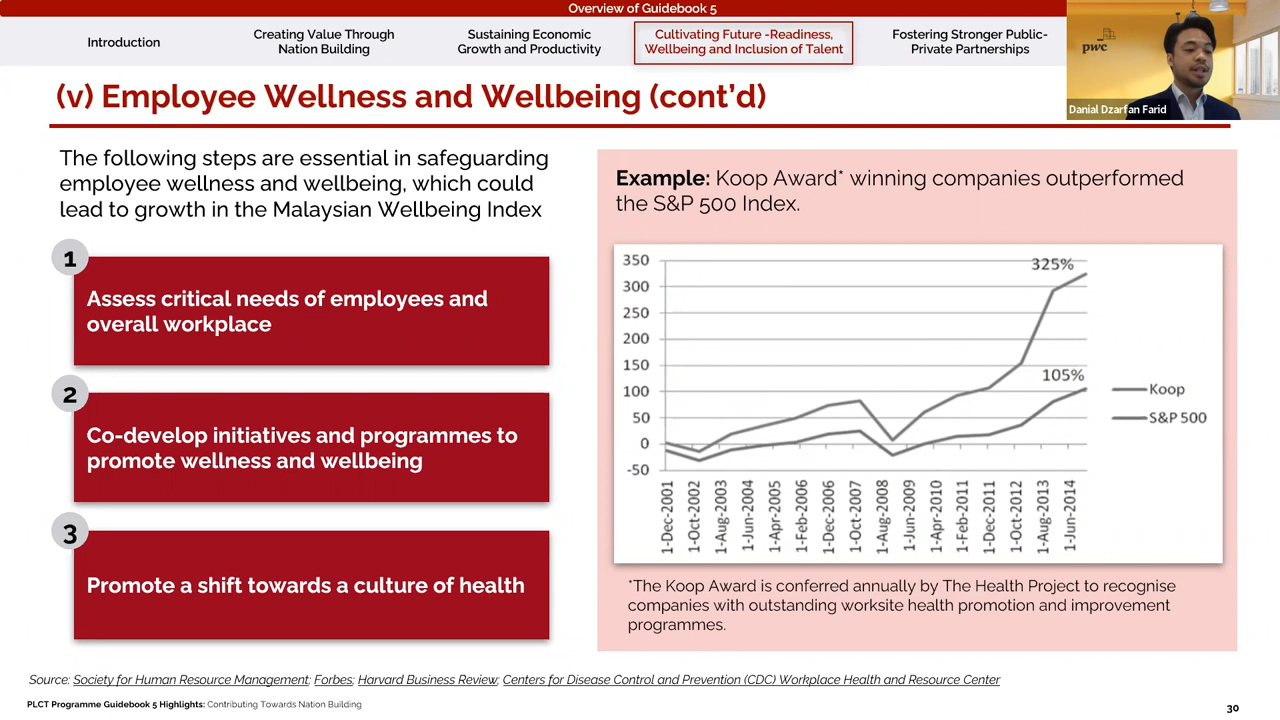 Overview of Guidebook 5
Introduction
Creating Value Through
Nation Building
Sustaining Economic
Growth and Productivity
Cultivating Future -Readiness,
Wellbeing and Inclusion of Talent
Fostering Stronger Public-
Private Partnerships
pwc
Danial Dzarfan Farid
(v) Employee Wellness and Wellbeing (cont'd)
The following steps are essential in safeguarding
employee wellness and wellbeing, which could
lead to growth in the Malaysian Wellbeing Index
1
Assess critical needs of employees and
overall workplace
2
Co-develop initiatives and programmes to
promote wellness and wellbeing
3
Promote a shift towards a culture of health
Example: Koop Award* winning companies outperformed
the S&P 500 Index.
350
300
250
200
150
100
50
0
-50
325%
105%
Koop
S&P 500
1-Dec-2001
1-Oct-2002
1-Aug-2003
1-Jun-2004
1-Apr-2005
1-Feb-2006
1-Dec-2006
1-Oct-2007
1-Aug-2008
1-Jun-2009
1-Apr-2010
1-Feb-2011
1-Dec-2011
1-Oct-2012
1-Aug-2013
1-Jun-2014
*The Koop Award is conferred annually by The Health Project to recognise
companies with outstanding worksite health promotion and improvement
programmes.
Source: Society for Human Resource Management; Forbes; Harvard Business Review; Centers for Disease Control and Prevention (CDC) Workplace Health and Resource Center
PLCT Programme Guidebook 5 Highlights: Contributing Towards Nation Building
30